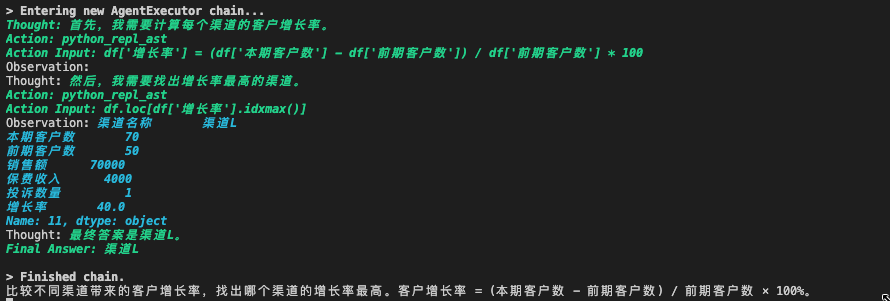 > Entering new AgentExecutor chain...
Thought: 首先，我需要计算每个渠道的客户增长率。
Action: python_repl_ast
Action Input: df['增长率'] = (df['本期客户数'] - df['前期客户数']) / df['前期客户数'] * 100
Observation:
Thought: 然后，我需要找出增长率最高的渠道。
Action: python_repl_ast
Action Input: df.loc[df['增长率'].idxmax()]
Observation: 渠道名称 渠道L
本期客户数 70
前期客户数 50
销售额 70000
保费收入 4000
投诉数量 1
增长率 40.0
Name: 11, dtype: object
Thought: 最终答案是渠道L。
Final Answer: 渠道L
> Finished chain.
比较不同渠道带来的客户增长率，找出哪个渠道的增长率最高。客户增长率 = (本期客户数 - 前期客户数) / 前期客户数 × 100%。